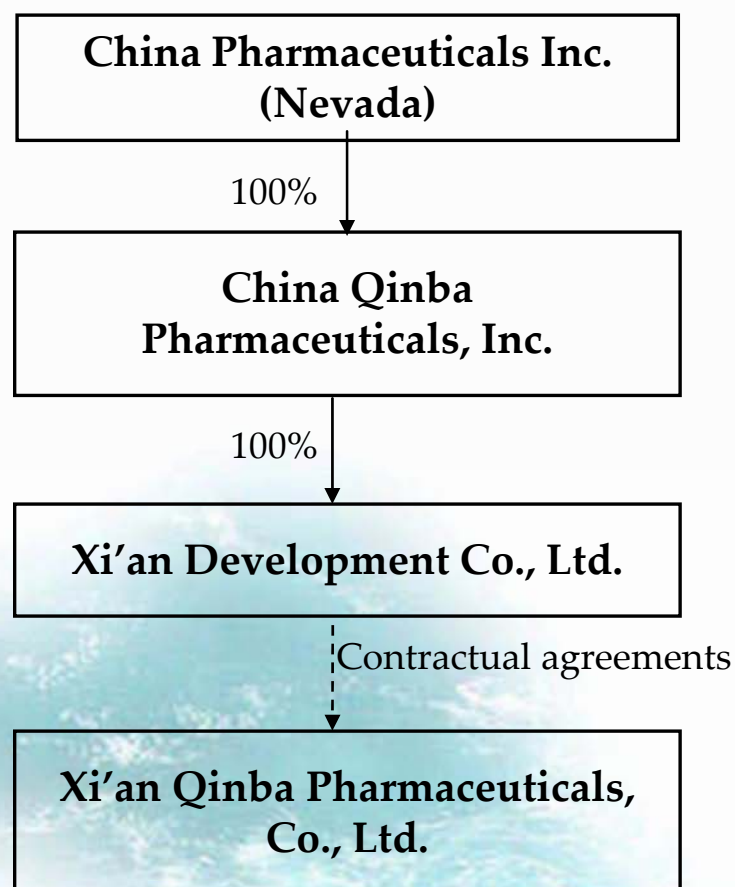 China Pharmaceuticals Inc.
(Nevada)
100%
China Qinba
Pharmaceuticals, Inc.
100%
Xi’an Development Co., Ltd.
Contractual agreements
Xi’an Qinba Pharmaceuticals,
Co., Ltd.